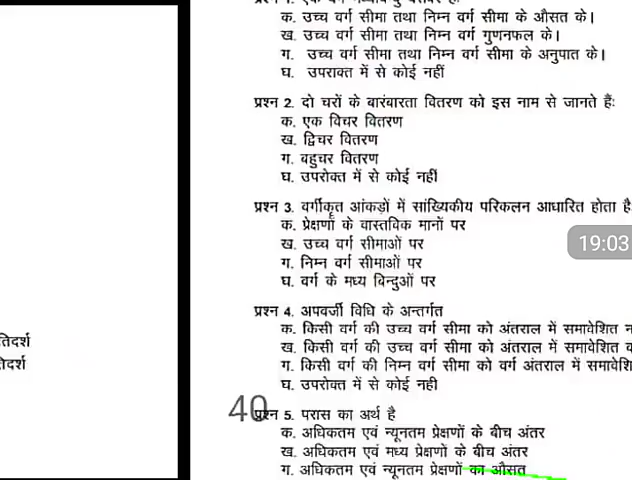 क. उच्च वर्ग सीमा तथा निम्न वर्ग सीमा के औसत के।
ख. उच्च वर्ग सीमा तथा निम्न वर्ग गुणनफल के।
ग. उच्च वर्ग सीमा तथा निम्न वर्ग सीमा के अनुपात के।
घ. उपराक्त में से कोई नहीं
प्रश्न 2. दो चरों के बारंबारता वितरण को इस नाम से जानते हैं:
क. एक विचर वितरण
ख. द्विचर वितरण
ग. बहुचर वितरण
घ. उपरोक्त में से कोई नहीं
प्रश्न 3. वर्गीकृत आंकड़ों में सांख्यिकीय परिकलन आधारित होता है
क. प्रेक्षणों के वास्तविक मानों पर
ख. उच्च वर्ग सीमाओं पर
19:03
ग. निम्न वर्ग सीमाओं पर
घ. वर्ग के मध्य बिन्दुओं पर
प्रश्न 4. अपवर्जी विधि के अन्तर्गत
क. किसी वर्ग की उच्च वर्ग सीमा को अंतराल में समावेशित
तिदर्श
ख. किसी वर्ग की उच्च वर्ग सीमा को अंतराल में समावेशित
ग. किसी वर्ग की निम्न वर्ग सीमा को वर्ग अंतराल में समावेशि
घ. उपरोक्त में से कोई नही
40
प्रश्न 5. परास का अर्थ है
क. अधिकतम एवं न्यूनतम प्रेक्षणों के बीच अंतर
ख. अधिकतम एवं मध्य प्रेक्षणों के बीच अंतर
ग. अधिकतम एवं न्यूनतम प्रेक्षणों का औसत